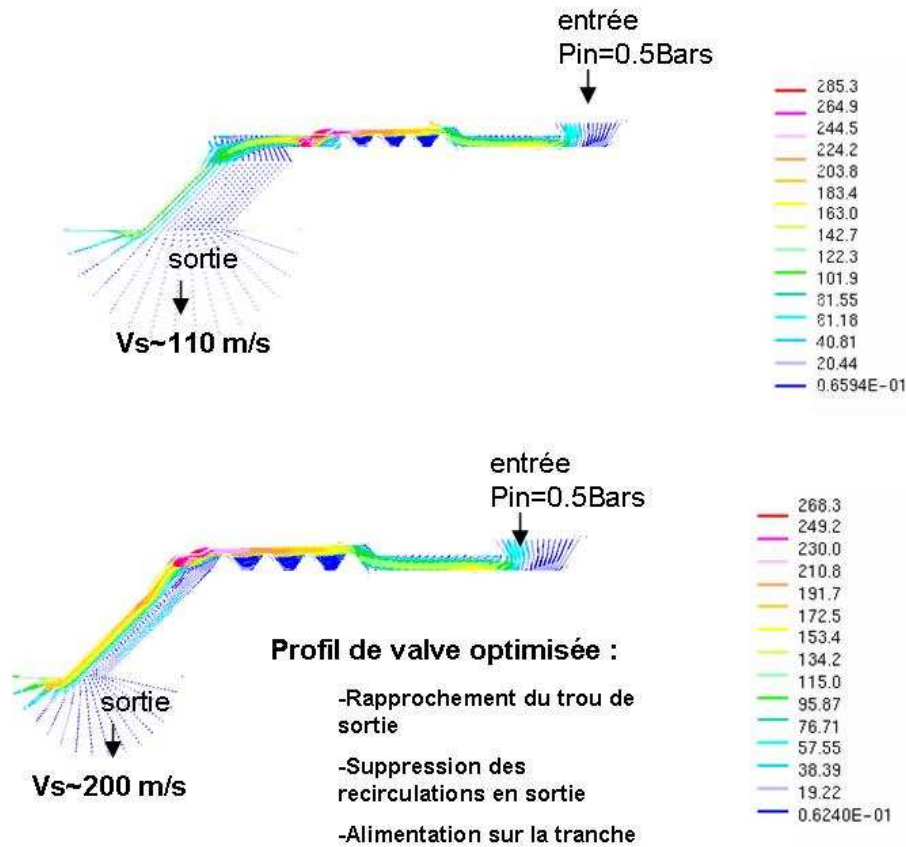 entrée
Pin=0.5Bars
285.3
264.9
244.5
224.2
203.8
183.4
163.0
142.7
122.3
101.9
81.55
61.18
40.81
20.44
0.6594E-01
sortie
Vs~110 m/s
entrée
Pin=0.5Bars
268.3
249.2
230.0
210.8
191.7
172.5
153.4
134.2
115.0
95.87
76.71
57.55
38.39
19.22
0.6240E-01
sortie
Vs~200 m/s
Profil de valve optimisée :
-Rapprochement du trou de
sortie
-Suppression des
recirculations en sortie
-Alimentation sur la tranche